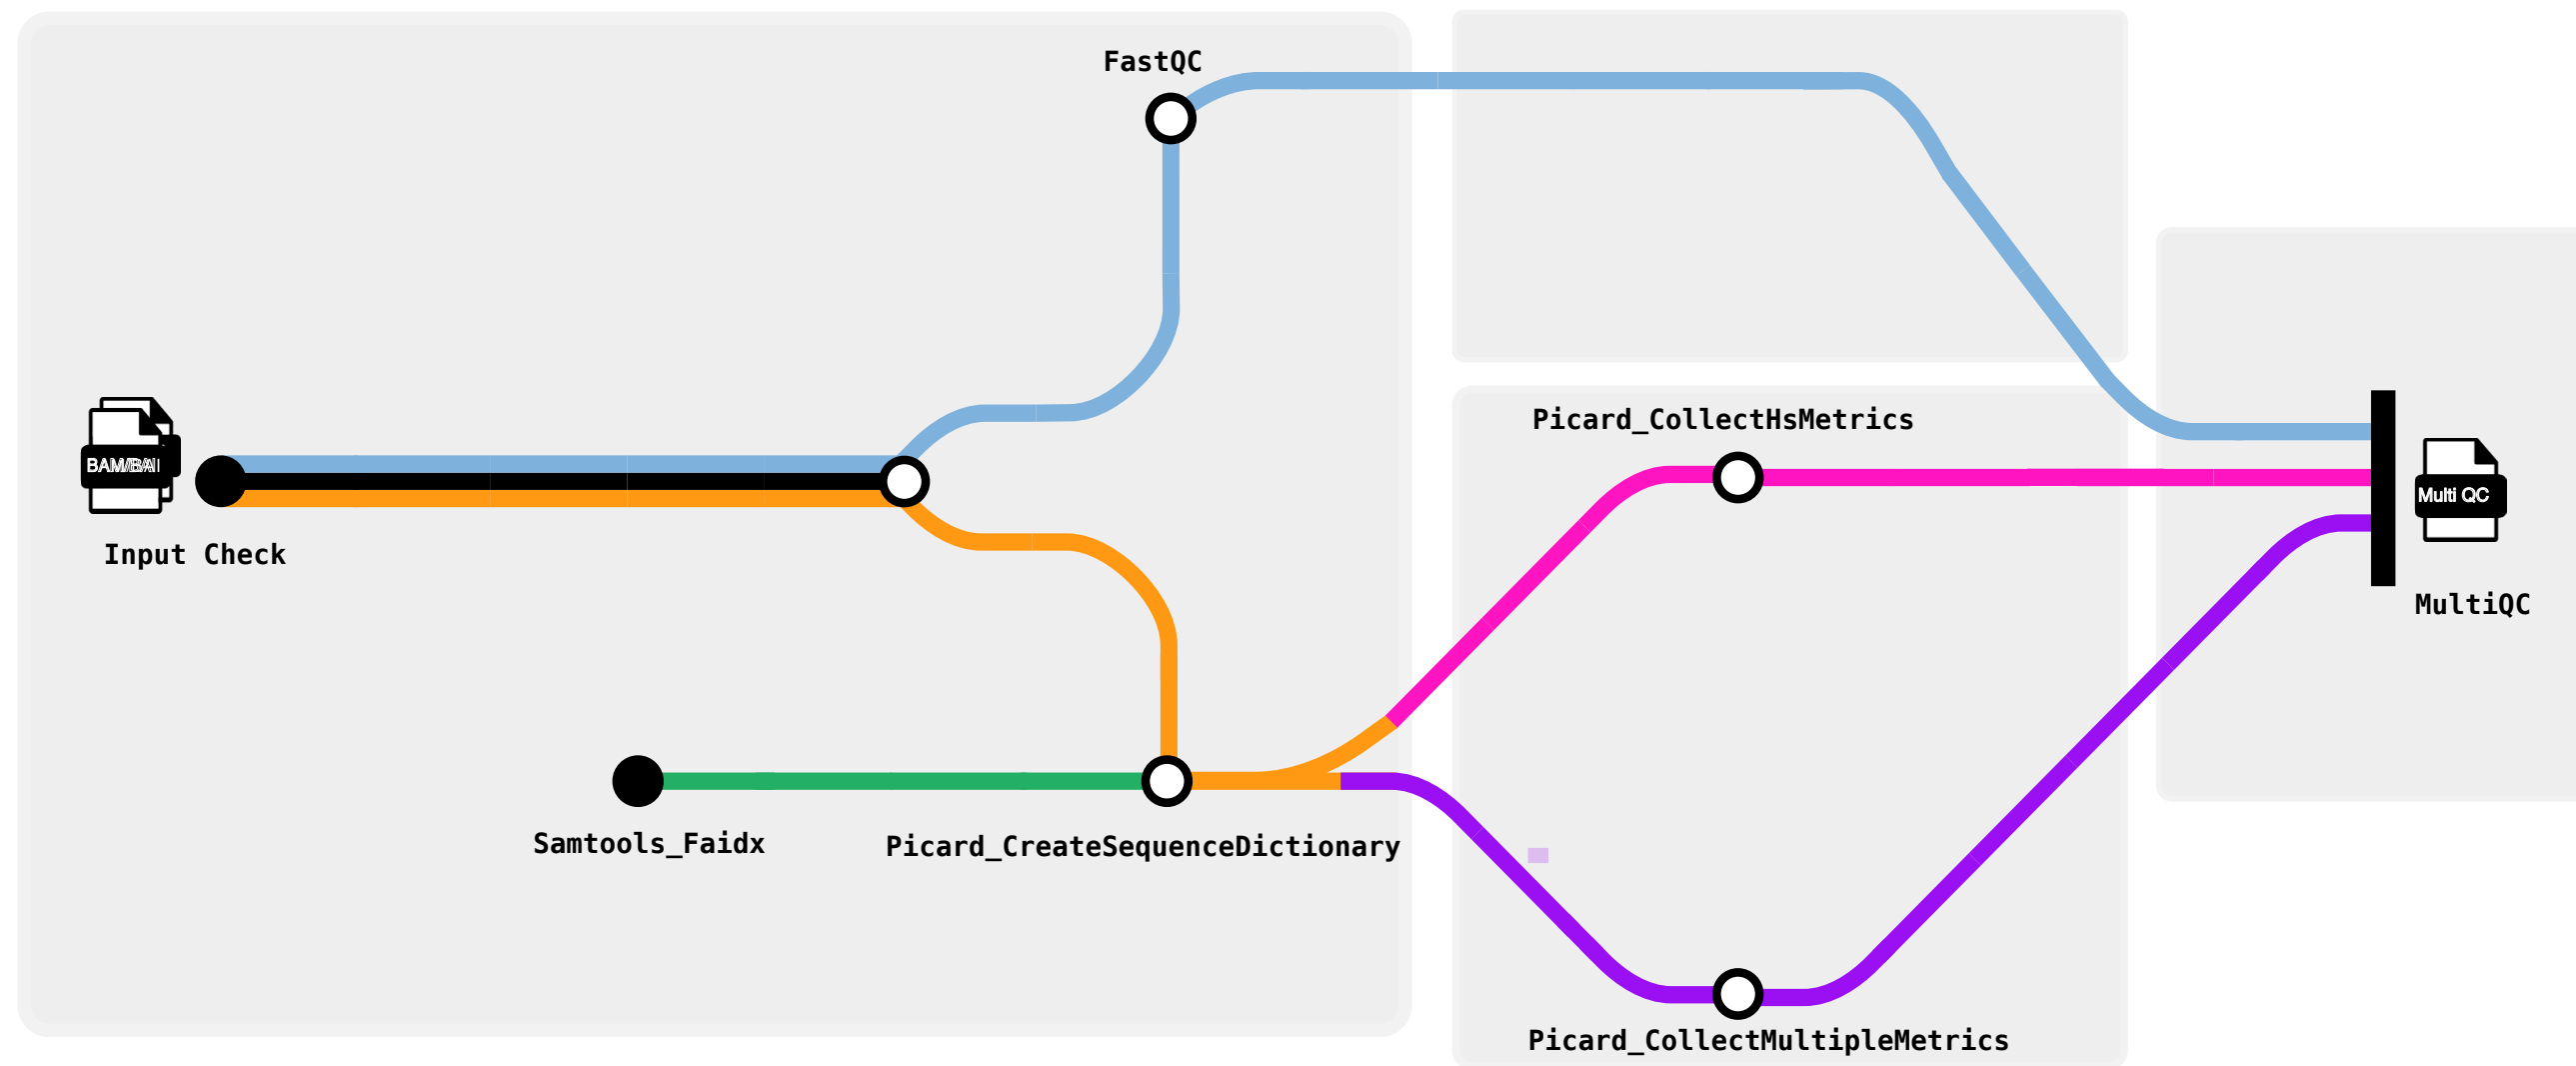 FastQC
Picard_CollectHsMetrics
BAM/BAI
Multi QC
Input Check
MultiQC
Samtools_Faidx
Picard_CreateSequenceDictionary
Picard_CollectMultipleMetrics